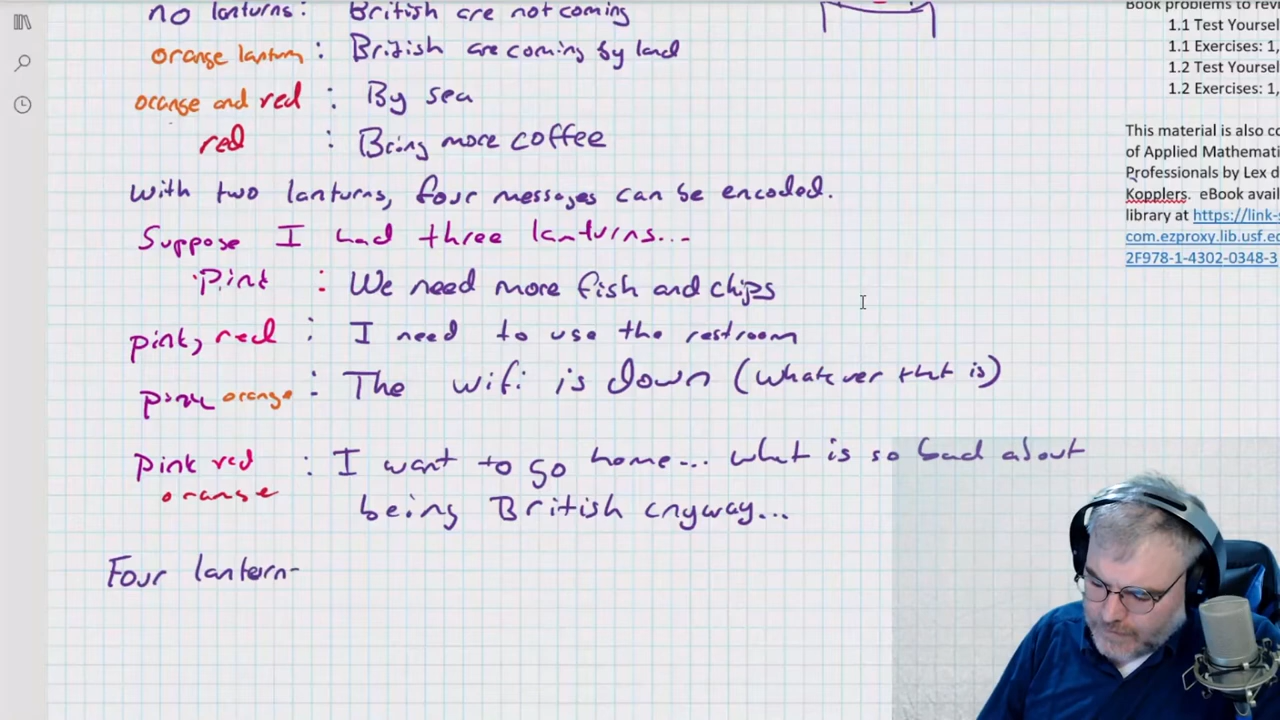 no lanturns: British are not coming
orange lanturn : British are coming by land
orange and red : By sea
red : Bring more coffee
With two lanturns, four messages can be encoded.
Suppose I had three lanturns...
Pink : We need more fish and chips
pink, red : I need to use the restroom
pink orange : The wifi is down (whatever that is)
pink red : I want to go home... what is so bad about
orange being British anyway...
Four lantern-
Book problems to revi
1.1 Test Yoursel
1.1 Exercises: 1,
1.2 Test Yoursel
1.2 Exercises: 1,
This material is also co
of Applied Mathemati
Professionals by Lex d
Kopplers. eBook avail
library at https://link-s
com.ezproxy.lib.usf.ed
2F978-1-4302-0348-3